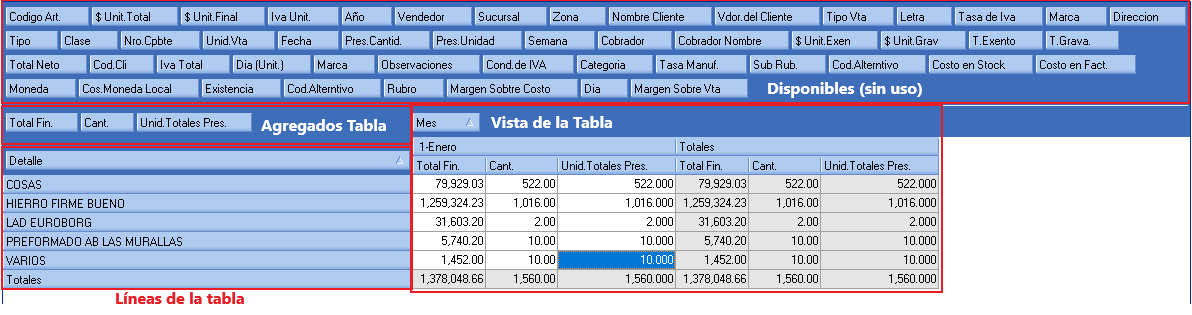 Codigo Art. $ Unit.Total $ Unit.Final Iva Unit. Año Vendedor Sucursal Zona Nombre Cliente Vdor.del Cliente Tipo Vta Letra Tasa de Iva Marca Direccion
Tipo Clase Nro.Cpbte Unid.Vta Fecha Pres.Cantid. Pres.Unidad Semana Cobrador Cobrador Nombre $ Unit.Exen $ Unit.Grav T.Exento T.Grava.
Total Neto Cod.Cli Iva Total Dia (Unit.) Marca Observaciones Cond.de IVA Categoria Tasa Manuf. Sub Rub. Cod.Alterntivo Costo en Stock Costo en Fact.
Moneda Cos.Moneda Local Existencia Cod.Alterntivo Rubro Margen Sobtre Costo Dia Margen Sobre Vta Disponibles (sin uso)
Total Fin. Cant. Unid.Totales Pres. Agregados Tabla Mes Vista de la Tabla
1-Enero Totales
Detalle Total Fin. Cant. Unid.Totales Pres. Total Fin. Cant. Unid.Totales Pres.
COSAS 79,929.03 522.00 522.000 79,929.03 522.00 522.000
HIERRO FIRME BUENO 1,259,324.23 1,016.00 1,016.000 1,259,324.23 1,016.00 1,016.000
LAD EUROBORG 31,603.20 2.00 2.000 31,603.20 2.00 2.000
PREFORMADO AB LAS MURALLAS 5,740.20 10.00 10.000 5,740.20 10.00 10.000
VARIOS 1,452.00 10.00 10.000 1,452.00 10.00 10.000
Totales 1,378,048.66 1,560.00 1,560.000 1,378,048.66 1,560.00 1,560.000
Líneas de la tabla